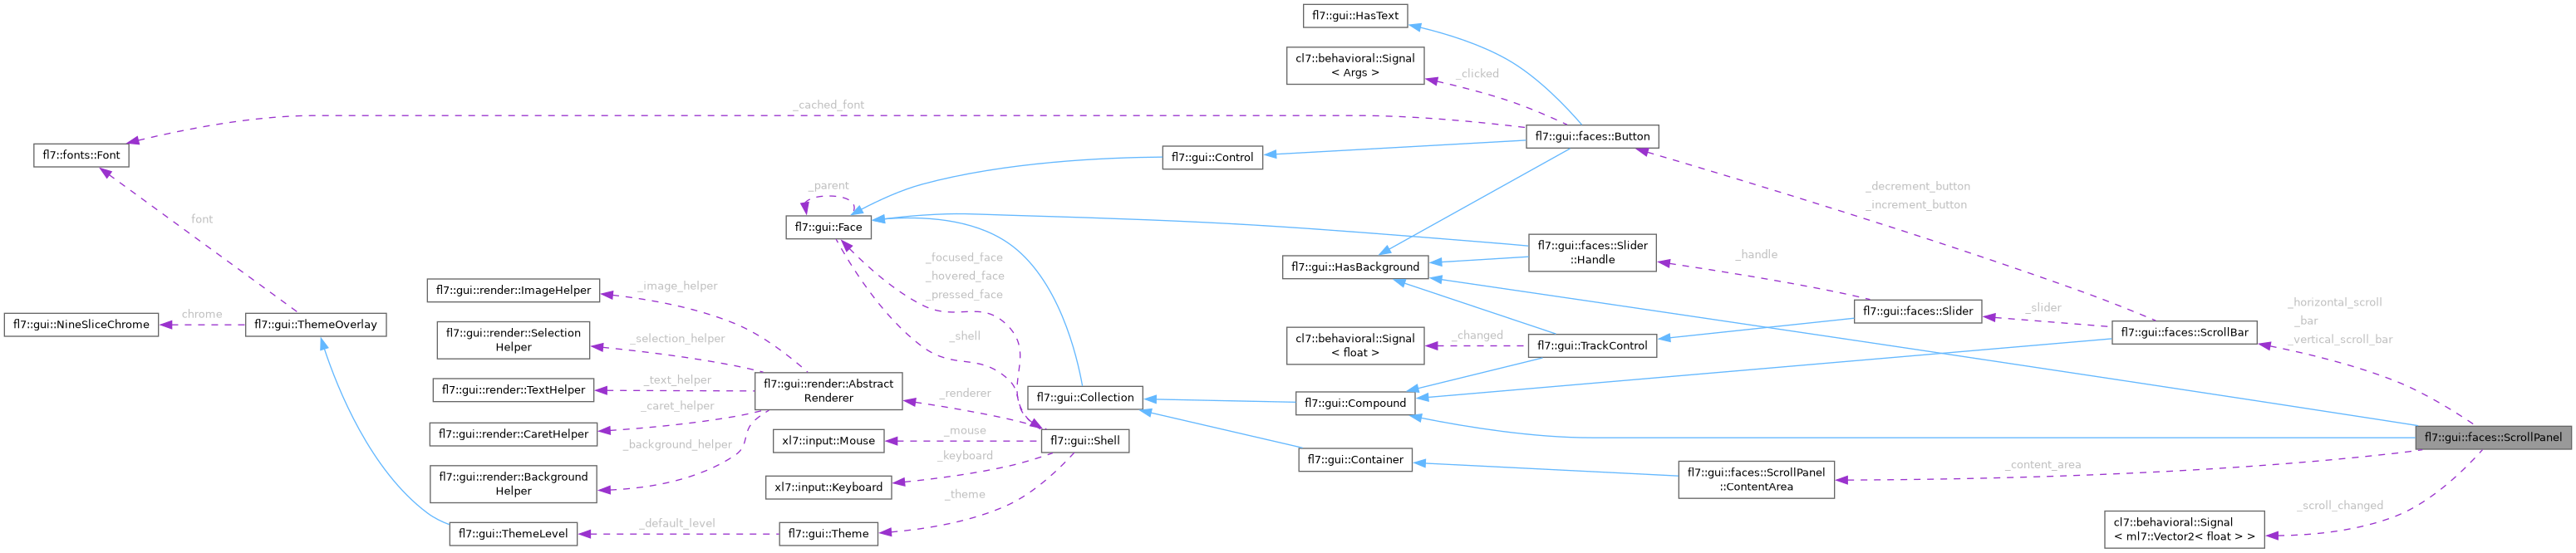 fl7::gui::HasText
cl7::behavioral::Signal
< Args >
_clicked
_cached_font
fl7::gui::faces::Button
fl7::fonts::Font
fl7::gui::Control
_parent
_decrement_button
_increment_button
font
fl7::gui::Face
fl7::gui::faces::Slider
::Handle
_handle
_focused_face
_hovered_face
_pressed_face
fl7::gui::HasBackground
fl7::gui::render::ImageHelper
_image_helper
_horizontal_scroll
_bar
_vertical_scroll_bar
fl7::gui::faces::Slider
_slider
fl7::gui::NineSliceChrome
chrome
fl7::gui::ThemeOverlay
fl7::gui::render::Selection
Helper
_selection_helper
_shell
cl7::behavioral::Signal
< float >
_changed
fl7::gui::TrackControl
fl7::gui::faces::ScrollBar
fl7::gui::render::TextHelper
_text_helper
fl7::gui::render::Abstract
Renderer
_renderer
fl7::gui::Collection
fl7::gui::Compound
fl7::gui::render::CaretHelper
_caret_helper
_background_helper
xl7::input::Mouse
_mouse
fl7::gui::Shell
fl7::gui::faces::ScrollPanel
_keyboard
fl7::gui::Container
fl7::gui::render::Background
Helper
xl7::input::Keyboard
fl7::gui::faces::ScrollPanel
::ContentArea
_content_area
_theme
_scroll_changed
fl7::gui::ThemeLevel
_default_level
fl7::gui::Theme
cl7::behavioral::Signal
< ml7::Vector2< float > >